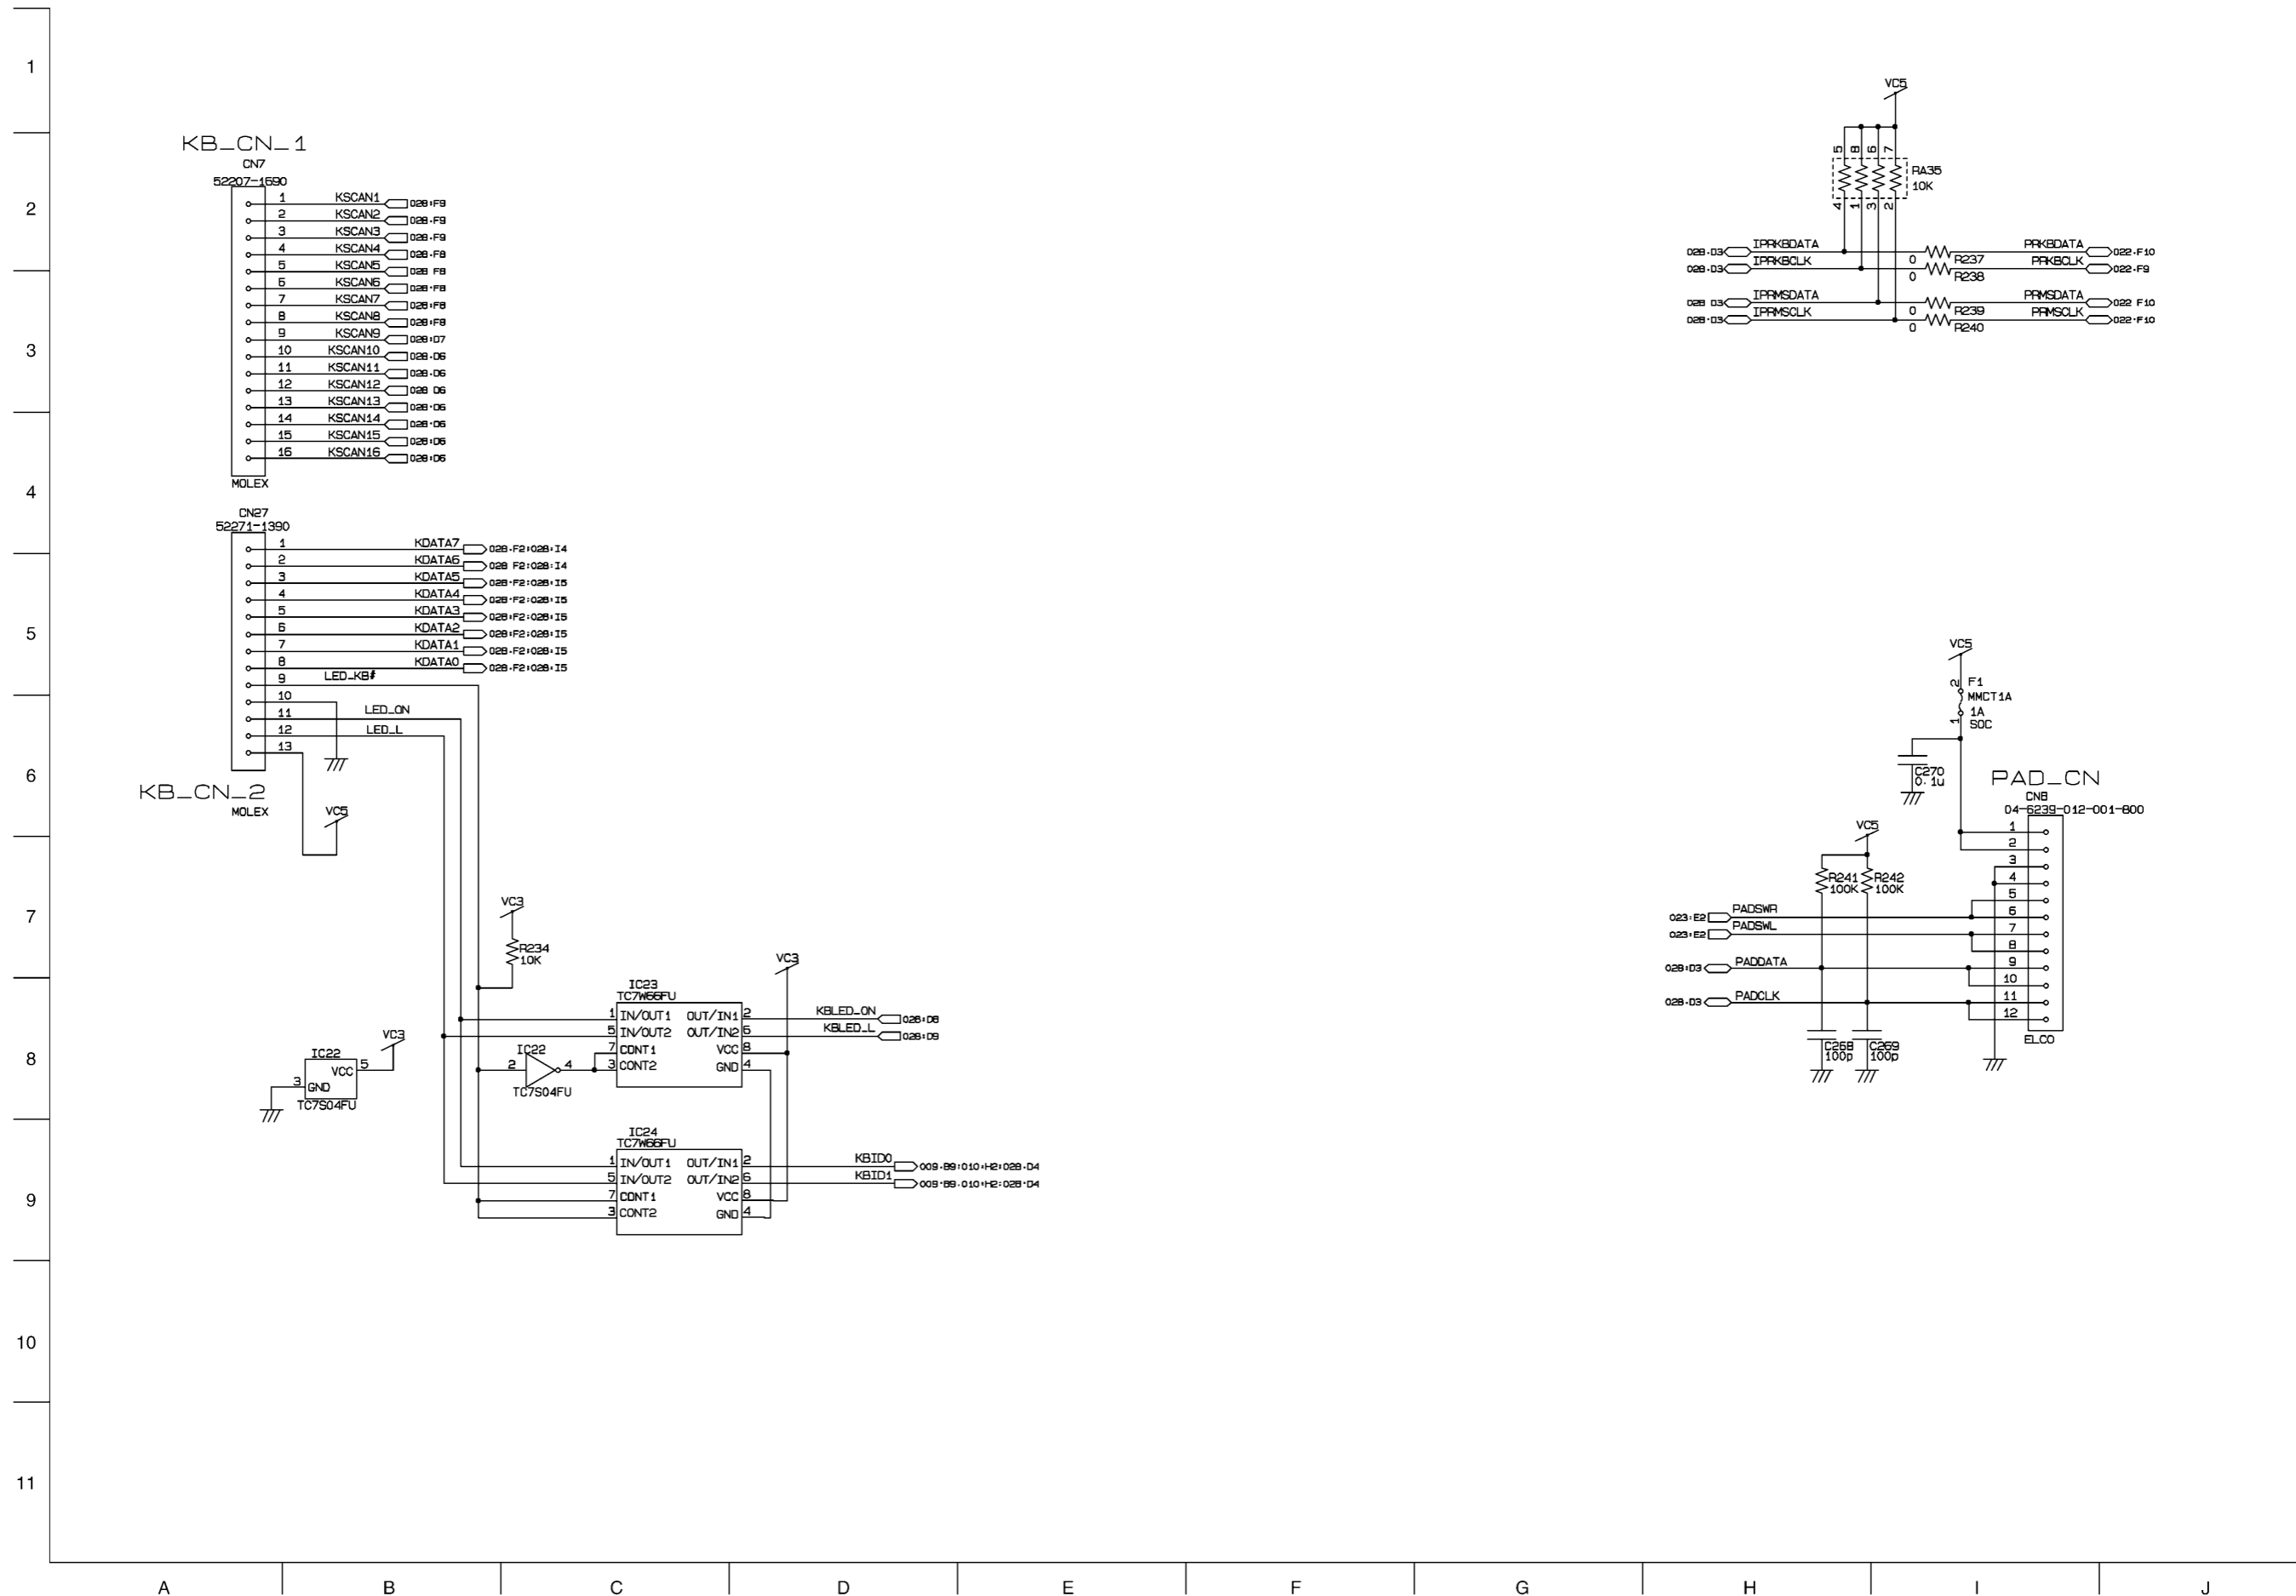 1
2
3
4
5
6
7
8
9
10
11
A B C D E F G H I J
KB_CN_1
CN7
52207-1690
1 KSCAN1 028:F9
2 KSCAN2 028:F9
3 KSCAN3 028:F9
4 KSCAN4 028:F8
5 KSCAN5 028:F8
6 KSCAN6 028:F8
7 KSCAN7 028:F8
8 KSCAN8 028:F8
9 KSCAN9 028:D7
10 KSCAN10 028:D6
11 KSCAN11 028:D6
12 KSCAN12 028:D6
13 KSCAN13 028:D6
14 KSCAN14 028:D6
15 KSCAN15 028:D6
16 KSCAN16 028:D6
MOLEX
CN27
52271-1390
1 KDATA7 028:F2:028:I4
2 KDATA6 028:F2:028:I4
3 KDATA5 028:F2:028:I5
4 KDATA4 028:F2:028:I5
5 KDATA3 028:F2:028:I5
6 KDATA2 028:F2:028:I5
7 KDATA1 028:F2:028:I5
8 KDATA0 028:F2:028:I5
9 LED_KB#
10
11 LED_ON
12 LED_L
13
KB_CN_2
MOLEX
VC5
VC3
R234
10K
VC3
IC23
TC7W66FU
1 IN/OUT1 OUT/IN1 2 KBLED_ON 028:D8
5 IN/OUT2 OUT/IN2 6 KBLED_L 028:D9
7 CONT1 VCC 8
3 CONT2 GND 4
IC22
2 4
TC7S04FU
VC3
IC22
VCC 5
3 GND
TC7S04FU
IC24
TC7W66FU
1 IN/OUT1 OUT/IN1 2 KBID0 009:B9:010:H2:028:D4
5 IN/OUT2 OUT/IN2 6 KBID1 009:B9:010:H2:028:D4
7 CONT1 VCC 8
3 CONT2 GND 4
VC5
5 8 6 7
RA35
10K
4 1 3 2
028:D3 IPRKBDATA PRKBDATA 022:F10
0 R237
028:D3 IPRKBCLK PRKBCLK 022:F9
0 R238
028:D3 IPRMSDATA PRMSDATA 022:F10
0 R239
028:D3 IPRMSCLK PRMSCLK 022:F10
0 R240
VC5
2 F1
MMCT1A
1A
1 SOC
C270
0.1u
PAD_CN
CN8
04-6239-012-001-800
1
2
3
4
5
6
7
8
9
10
11
12
ELCO
VC5
R241
100K
R242
100K
023:E2 PADSWR
023:E2 PADSWL
028:D3 PADDATA
028:D3 PADCLK
C268
100p
C269
100p